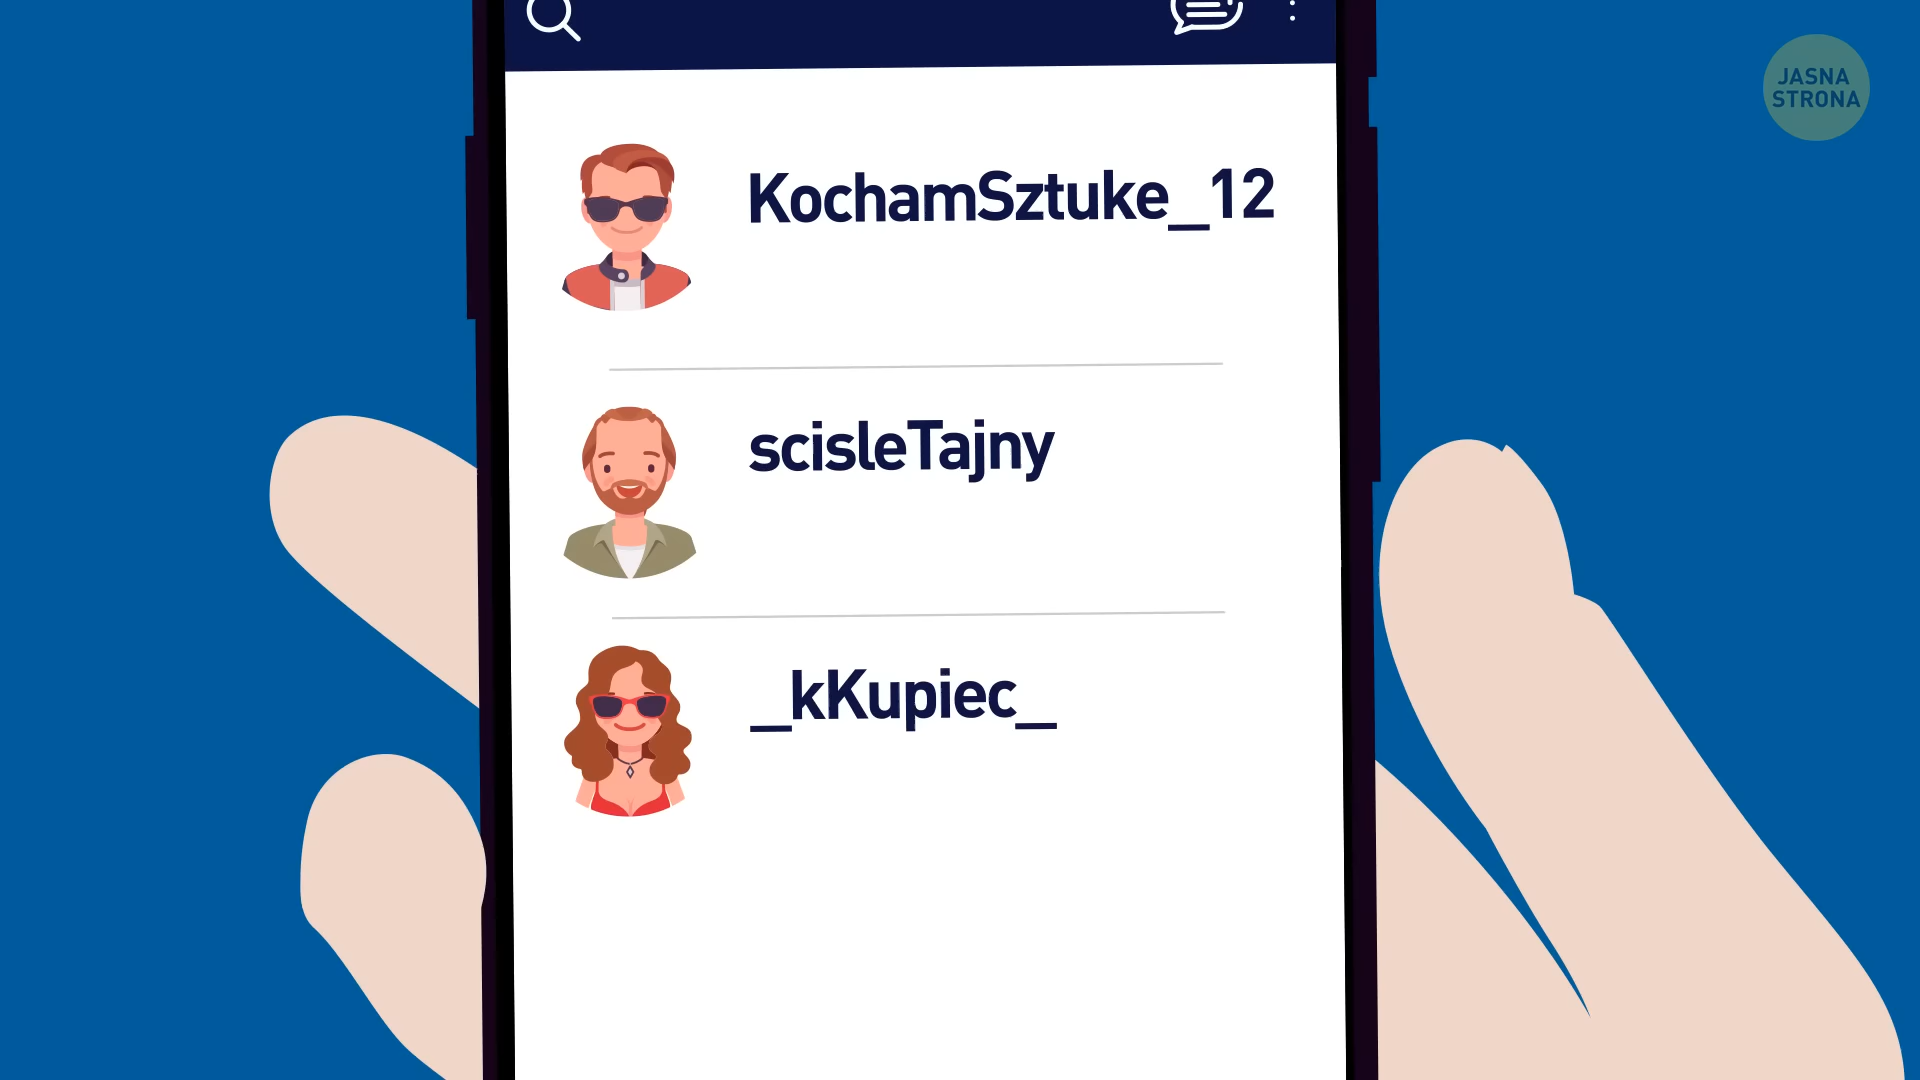 JASNA
STRONA
KochamSztuke_12
scisleTajny
_kKupiec_